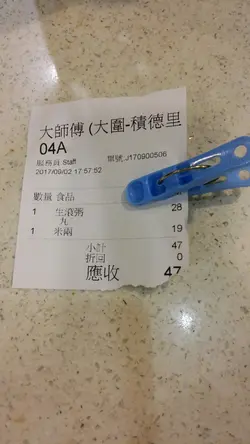 大師傅 (大圍-積德里
04A
服務員 Staff 單號 J170900506
2017/09/02 17:57:52
數量 食品
1 生滾粥 28
九
1 米兩 19
小計 47
折回 0
應收 47